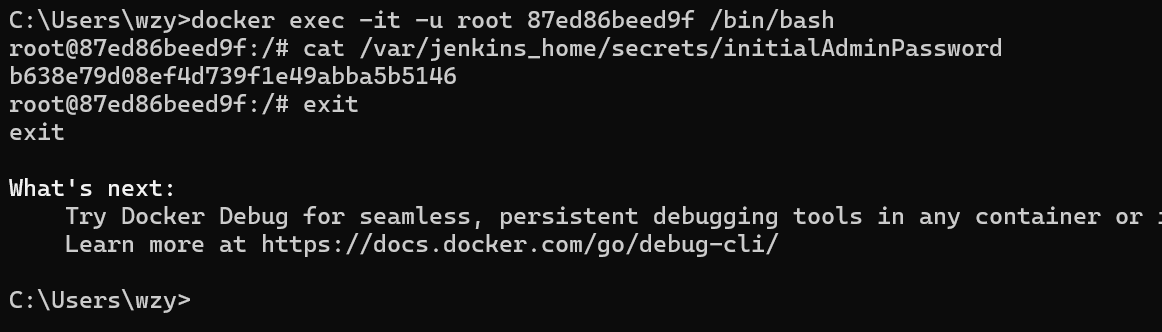 C:\Users\wzy>docker exec -it -u root 87ed86beed9f /bin/bash
root@87ed86beed9f:/# cat /var/jenkins_home/secrets/initialAdminPassword
b638e79d08ef4d739f1e49abba5b5146
root@87ed86beed9f:/# exit
exit
What's next:
Try Docker Debug for seamless, persistent debugging tools in any container or
Learn more at https://docs.docker.com/go/debug-cli/
C:\Users\wzy>